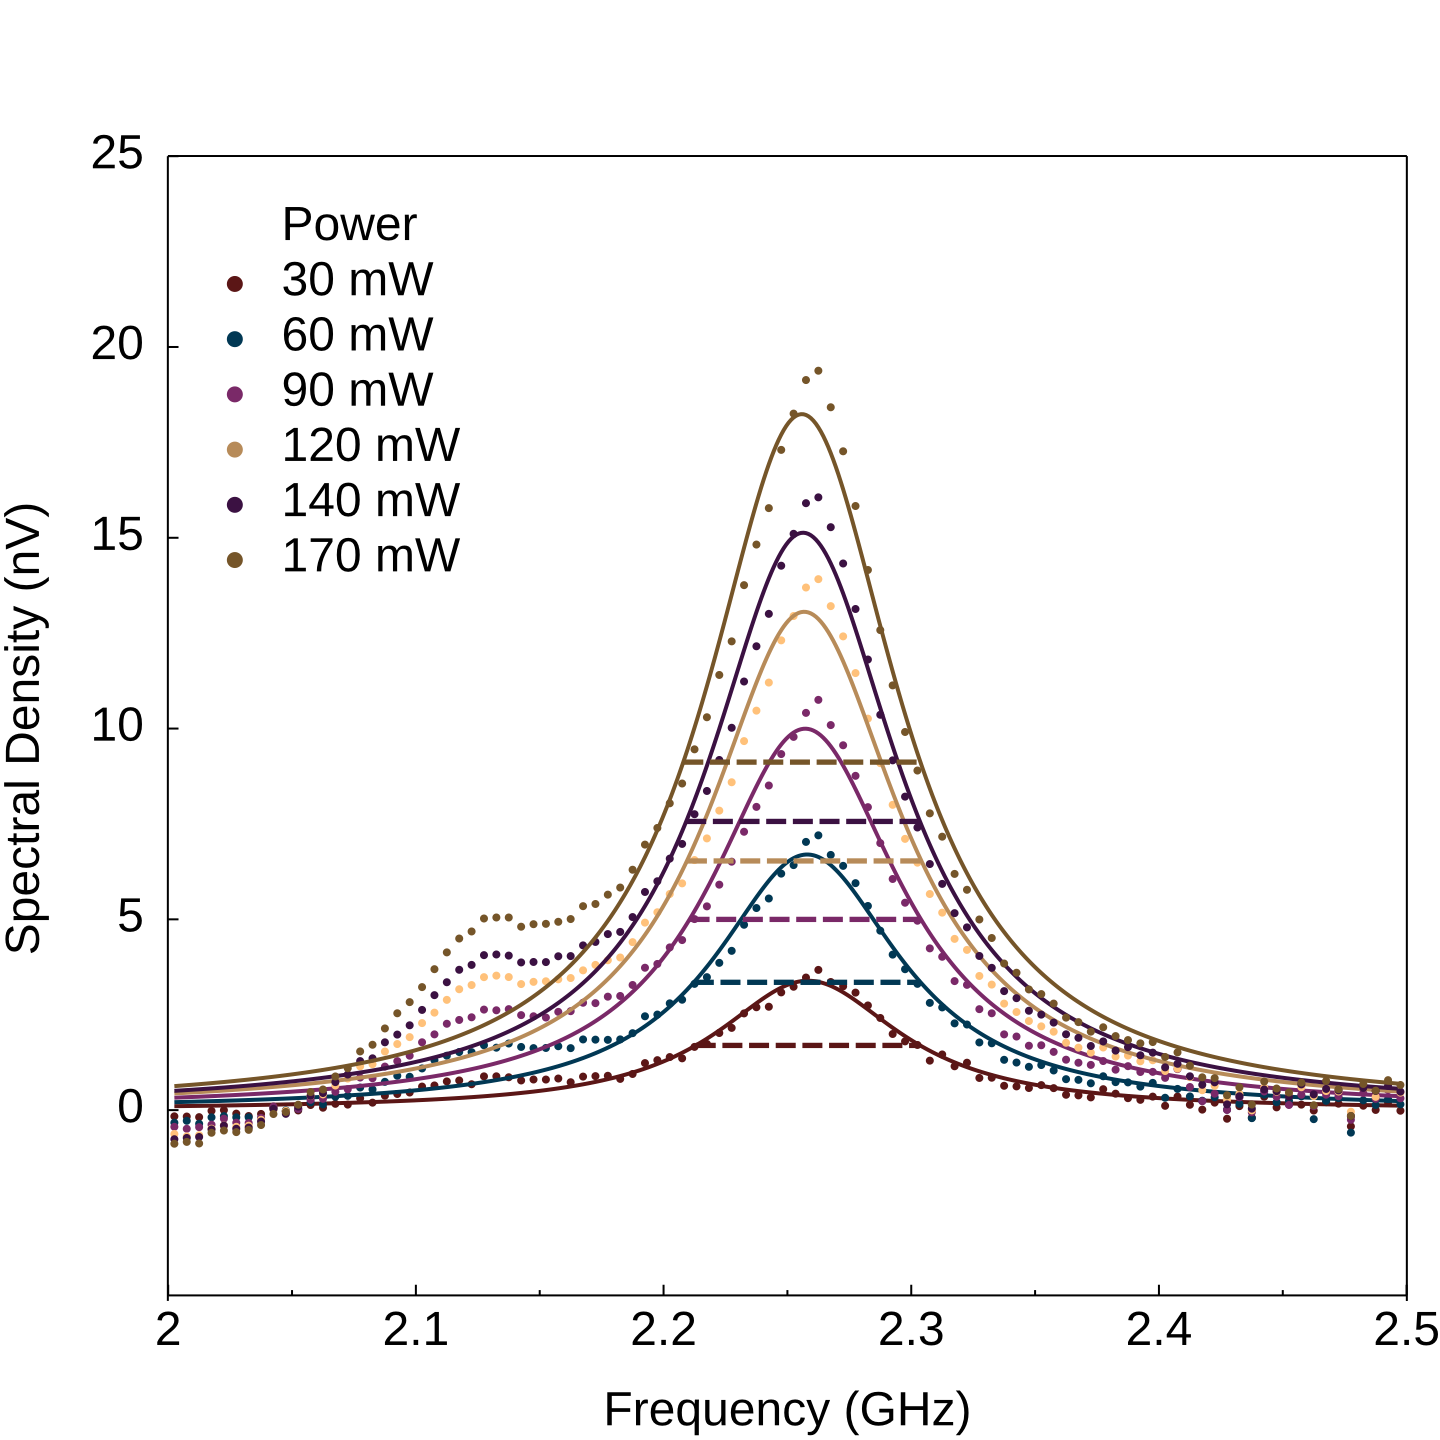 25
20
15
10
5
0
Spectral Density (nV)
Power
30 mW
60 mW
90 mW
120 mW
140 mW
170 mW
2 2.1 2.2 2.3 2.4 2.5
Frequency (GHz)